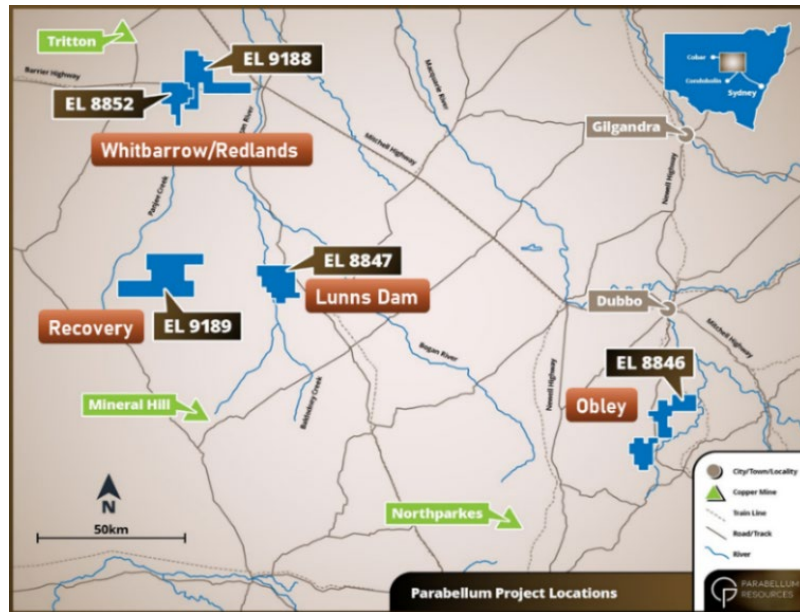 Tritton
EL 9188
Barrier Highway
EL 8852
Whitbarrow/Redlands
Macquarie River
Mitchell Highway
Gilgandra
Newell Highway
Cobar
Condobolin
Sydney
EL 8847
Lunns Dam
Recovery
EL 9189
Dubbo
Mitchell Highway
EL 8846
Obley
Bogan River
Newell Highway
Mineral Hill
Northparkes
N
50km
City/Town/Locality
Copper Mine
Train Line
Road/Track
River
Parabellum Project Locations
PARABELLUM
RESOURCES